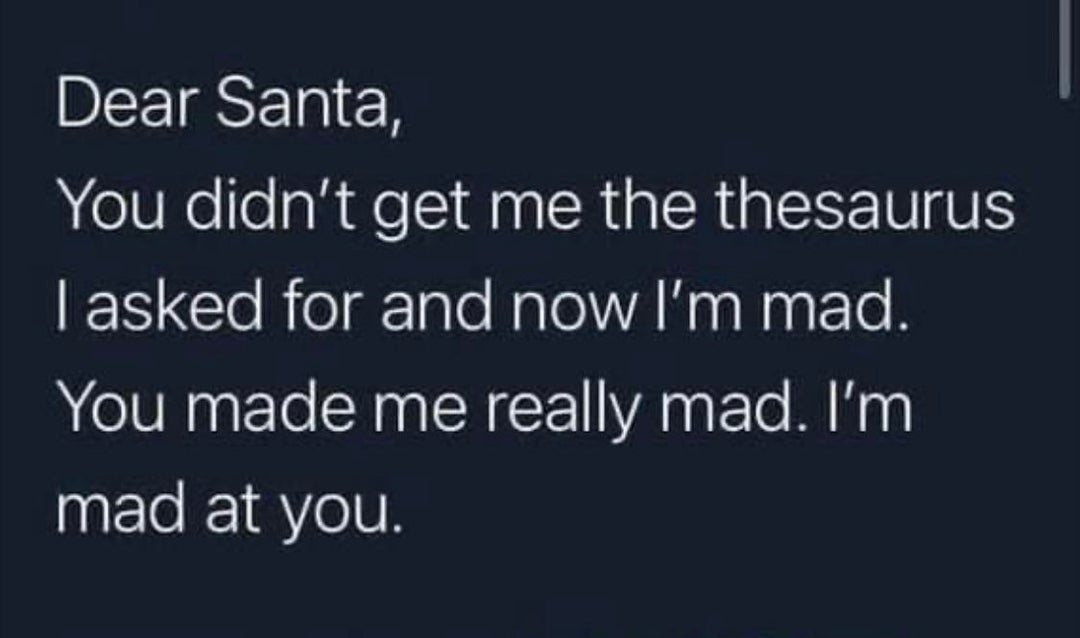 Dear Santa,
You didn’t get me the thesaurus
I asked for and now I’m mad.
You made me really mad. I’m
mad at you.